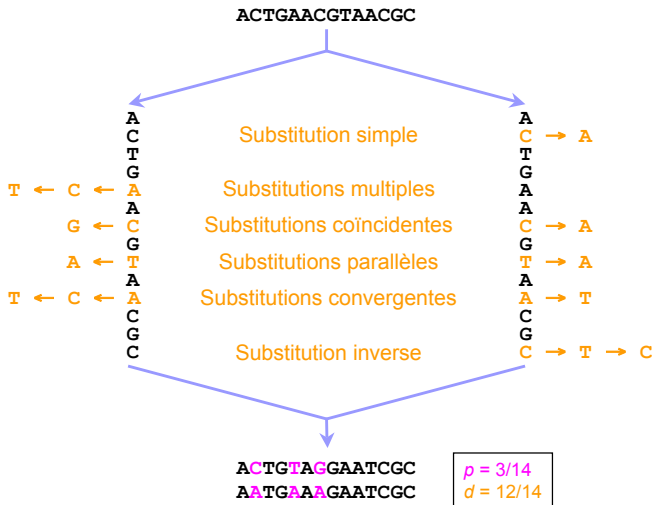 ACTGAACGTAACGC
A A
C Substitution simple C → A
T T
G G
T ← C ← A Substitutions multiples A
A A
G ← C Substitutions coïncidentes C → A
G G
A ← T Substitutions parallèles T → A
A A
T ← C ← A Substitutions convergentes A → T
C C
G G
C Substitution inverse C → T → C
ACTGTAGGAATCGC
AATGAAAGAATCGC
p = 3/14
d = 12/14